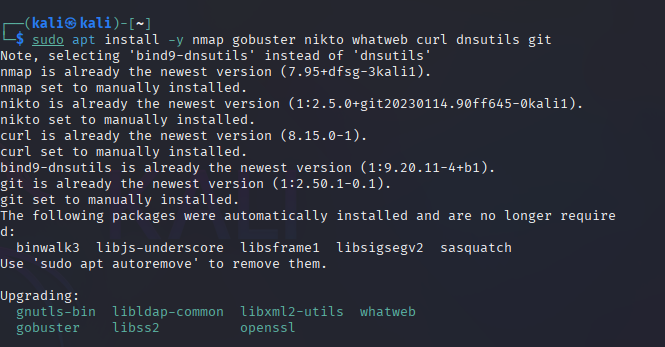 ┌──(kali㉿kali)-[~]
└─$ sudo apt install -y nmap gobuster nikto whatweb curl dnsutils git
Note, selecting 'bind9-dnsutils' instead of 'dnsutils'
nmap is already the newest version (7.95+dfsg-3kali1).
nmap set to manually installed.
nikto is already the newest version (1:2.5.0+git20230114.90ff645-0kali1).
nikto set to manually installed.
curl is already the newest version (8.15.0-1).
curl set to manually installed.
bind9-dnsutils is already the newest version (1:9.20.11-4+b1).
git is already the newest version (1:2.50.1-0.1).
git set to manually installed.
The following packages were automatically installed and are no longer require
d:
  binwalk3  libjs-underscore  libsframe1  libsigsegv2  sasquatch
Use 'sudo apt autoremove' to remove them.

Upgrading:
  gnutls-bin  libldap-common  libxml2-utils  whatweb
  gobuster    libss2          openssl